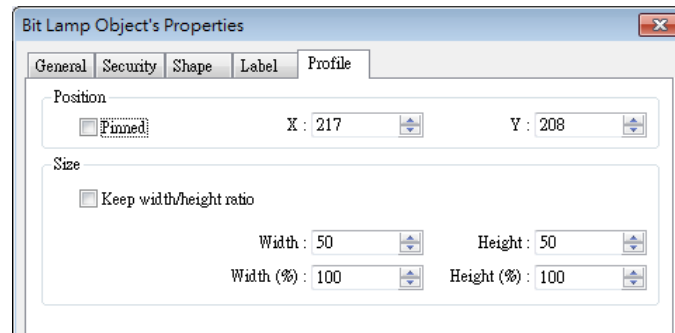 Bit Lamp Object's Properties
General Security Shape Label Profile
Position
Pinned X : 217 Y : 208
Size
Keep width/height ratio
Width : 50 Height : 50
Width (%) : 100 Height (%) : 100